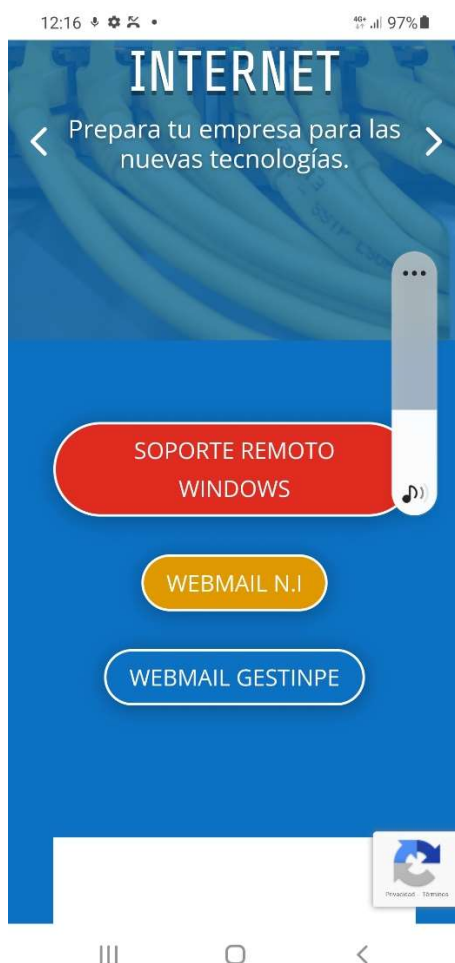 12:16
4G+
97%
INTERNET
Prepara tu empresa para las
nuevas tecnologías.
SOPORTE REMOTO
WINDOWS
WEBMAIL N.I
WEBMAIL GESTINPE
Privacidad - Términos